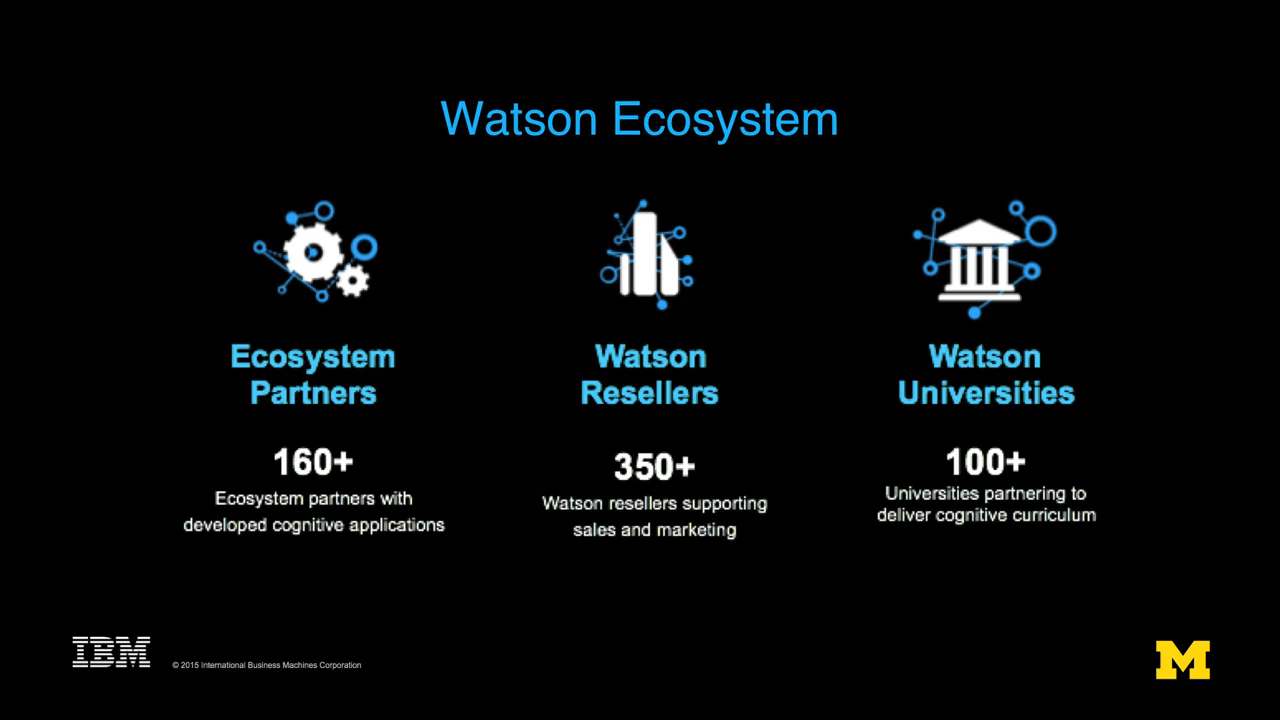 Watson Ecosystem
Ecosystem
Partners
160+
Ecosystem partners with
developed cognitive applications
Watson
Resellers
350+
Watson resellers supporting
sales and marketing
Watson
Universities
100+
Universities partnering to
deliver cognitive curriculum
IBM
© 2015 International Business Machines Corporation
M